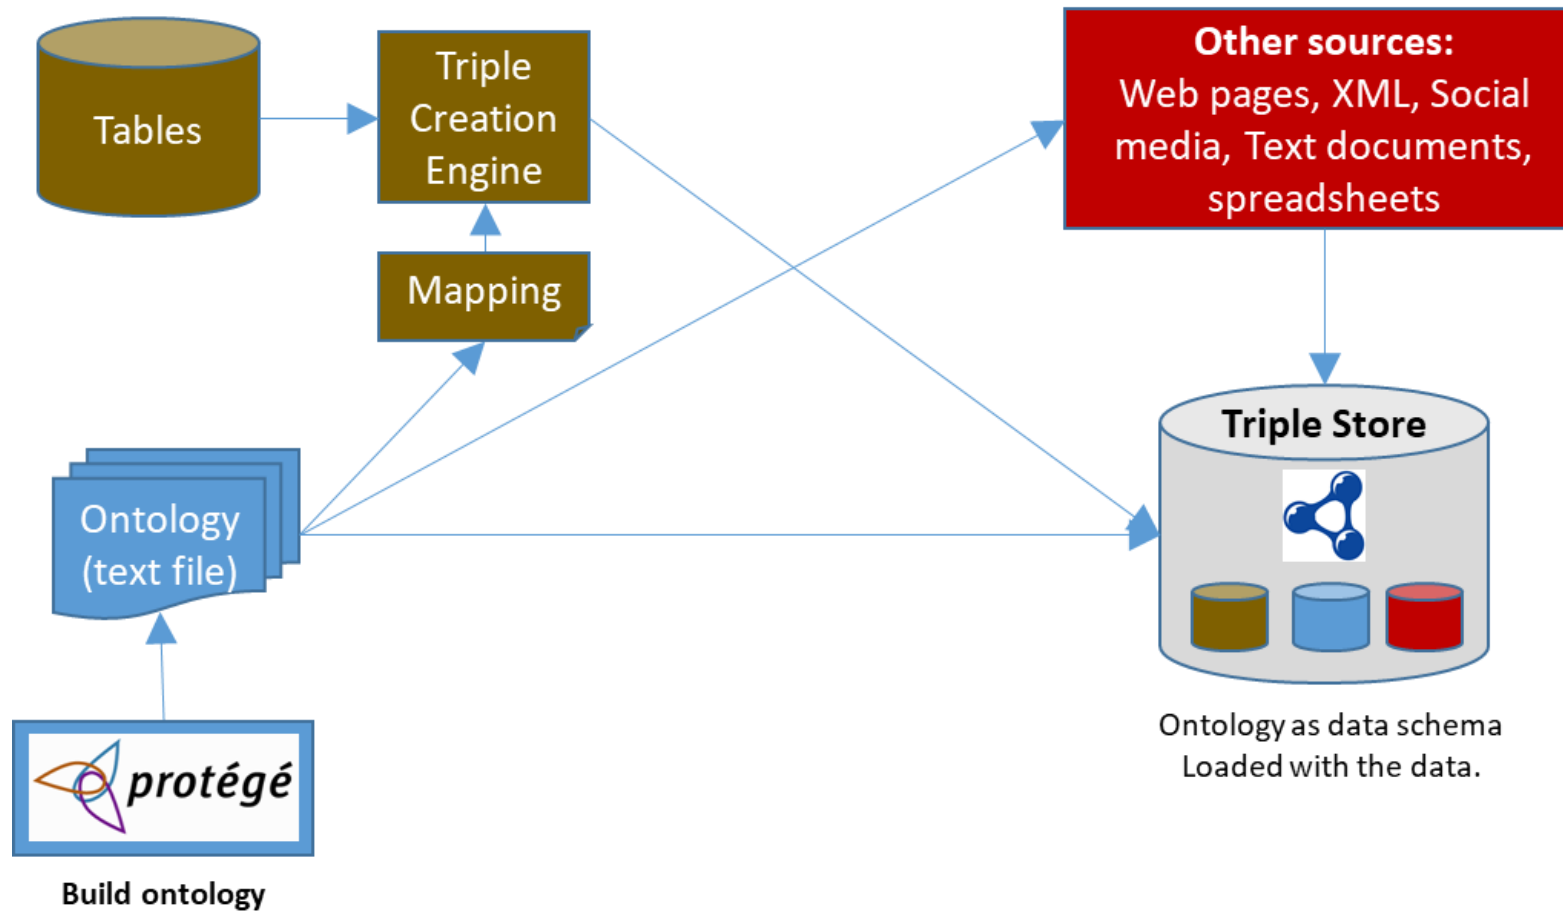 Tables
Triple
Creation
Engine
Mapping
Other sources:
Web pages, XML, Social
media, Text documents,
spreadsheets
Ontology
(text file)
Triple Store
protégé
Build ontology
Ontology as data schema
Loaded with the data.